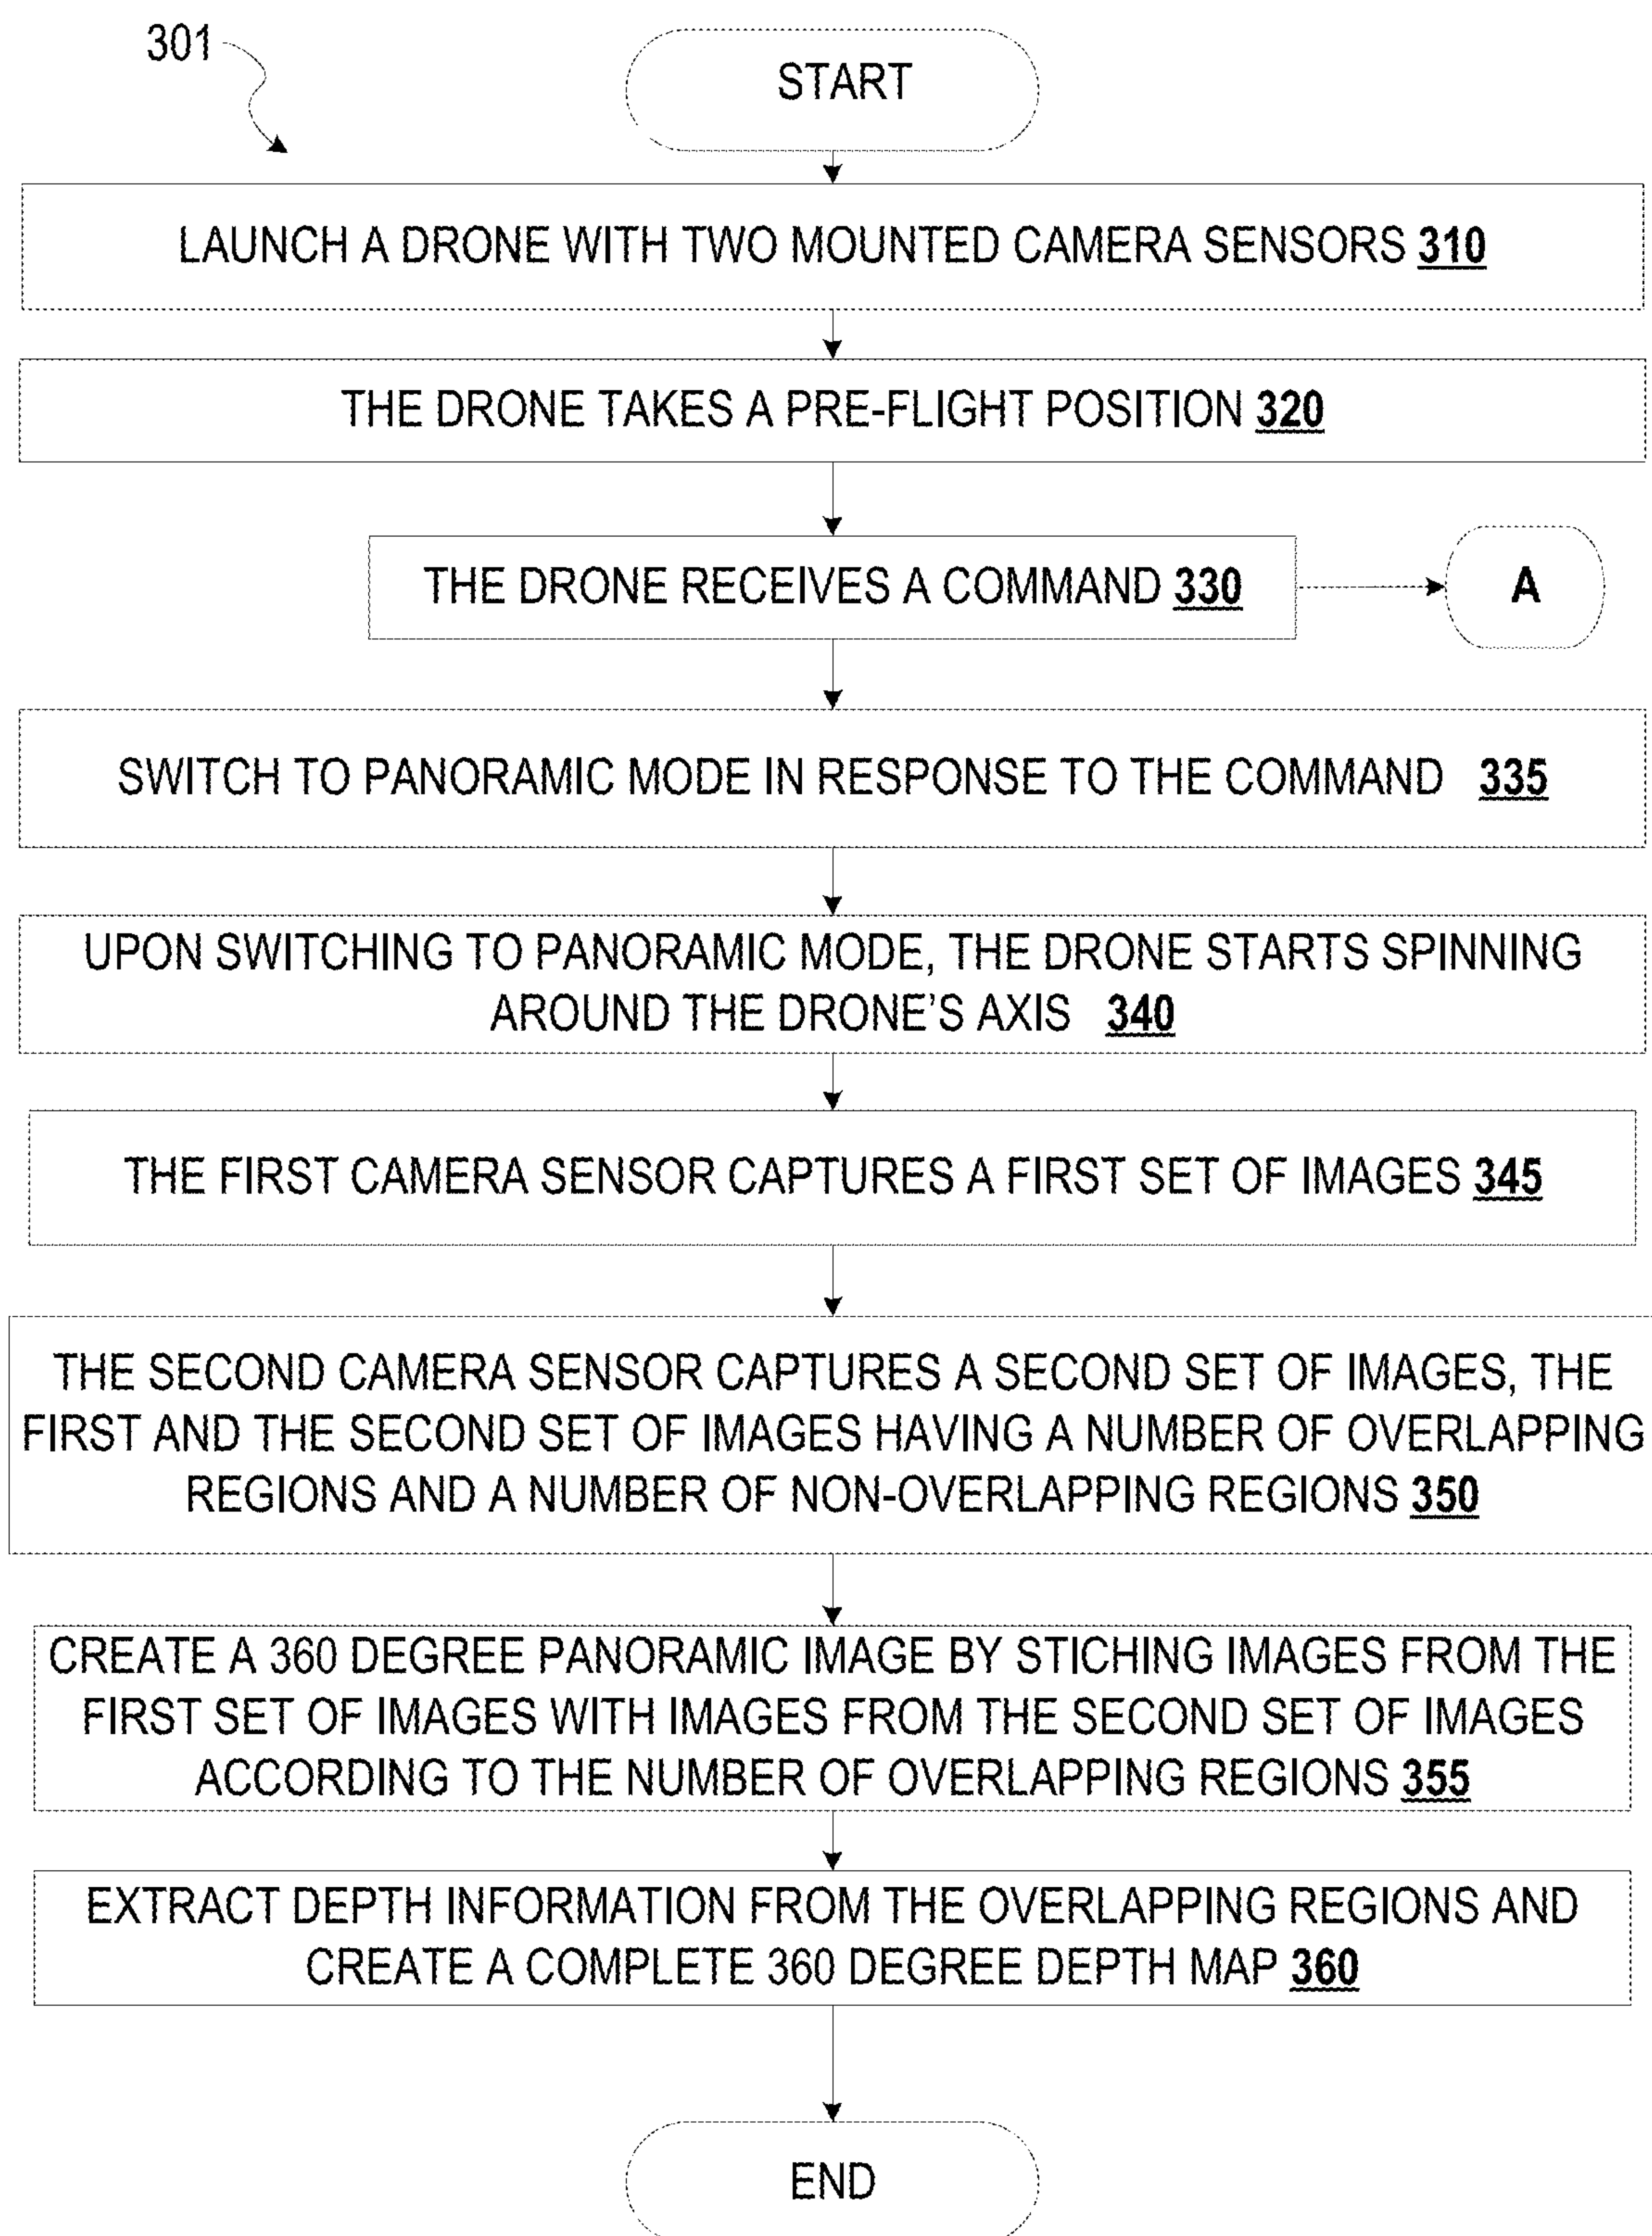 301
START
LAUNCH A DRONE WITH TWO MOUNTED CAMERA SENSORS 310
THE DRONE TAKES A PRE-FLIGHT POSITION 320
THE DRONE RECEIVES A COMMAND 330
A
SWITCH TO PANORAMIC MODE IN RESPONSE TO THE COMMAND 335
UPON SWITCHING TO PANORAMIC MODE, THE DRONE STARTS SPINNING
AROUND THE DRONE'S AXIS 340
THE FIRST CAMERA SENSOR CAPTURES A FIRST SET OF IMAGES 345
THE SECOND CAMERA SENSOR CAPTURES A SECOND SET OF IMAGES, THE
FIRST AND THE SECOND SET OF IMAGES HAVING A NUMBER OF OVERLAPPING
REGIONS AND A NUMBER OF NON-OVERLAPPING REGIONS 350
CREATE A 360 DEGREE PANORAMIC IMAGE BY STICHING IMAGES FROM THE
FIRST SET OF IMAGES WITH IMAGES FROM THE SECOND SET OF IMAGES
ACCORDING TO THE NUMBER OF OVERLAPPING REGIONS 355
EXTRACT DEPTH INFORMATION FROM THE OVERLAPPING REGIONS AND
CREATE A COMPLETE 360 DEGREE DEPTH MAP 360
END